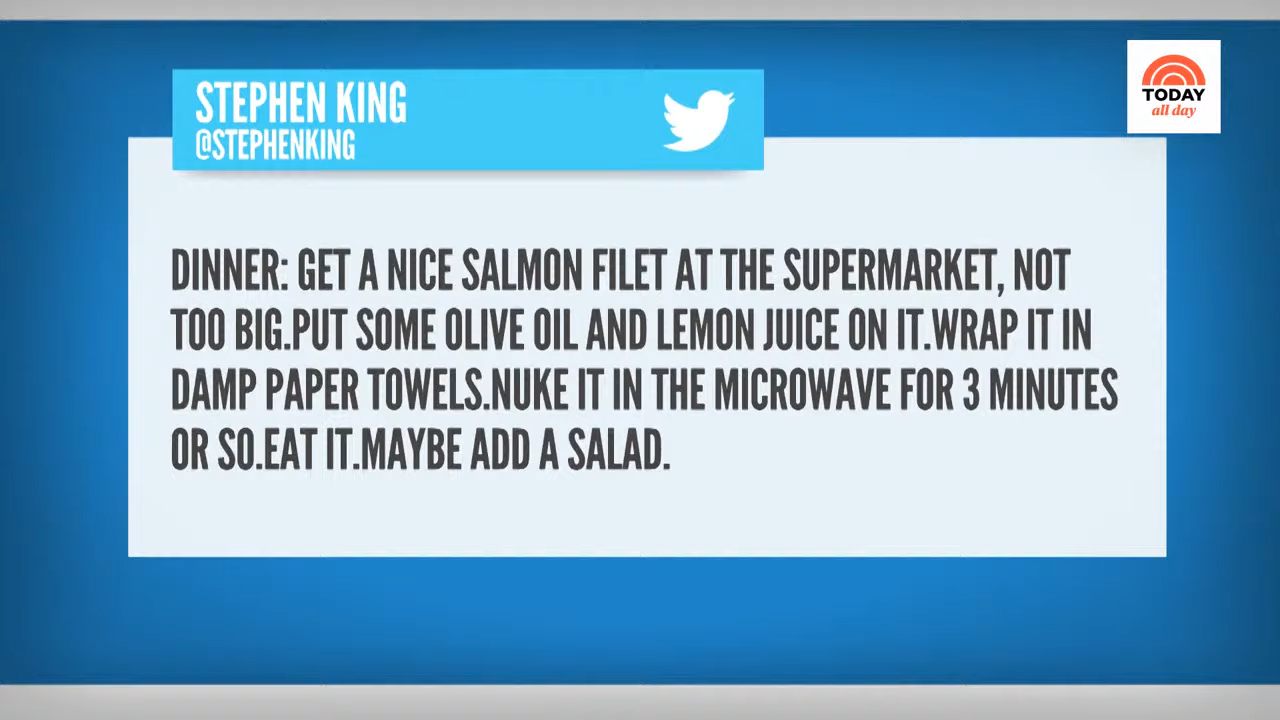 TODAY
all day
STEPHEN KING
@STEPHENKING
DINNER: GET A NICE SALMON FILET AT THE SUPERMARKET, NOT
TOO BIG.PUT SOME OLIVE OIL AND LEMON JUICE ON IT.WRAP IT IN
DAMP PAPER TOWELS.NUKE IT IN THE MICROWAVE FOR 3 MINUTES
OR SO.EAT IT.MAYBE ADD A SALAD.